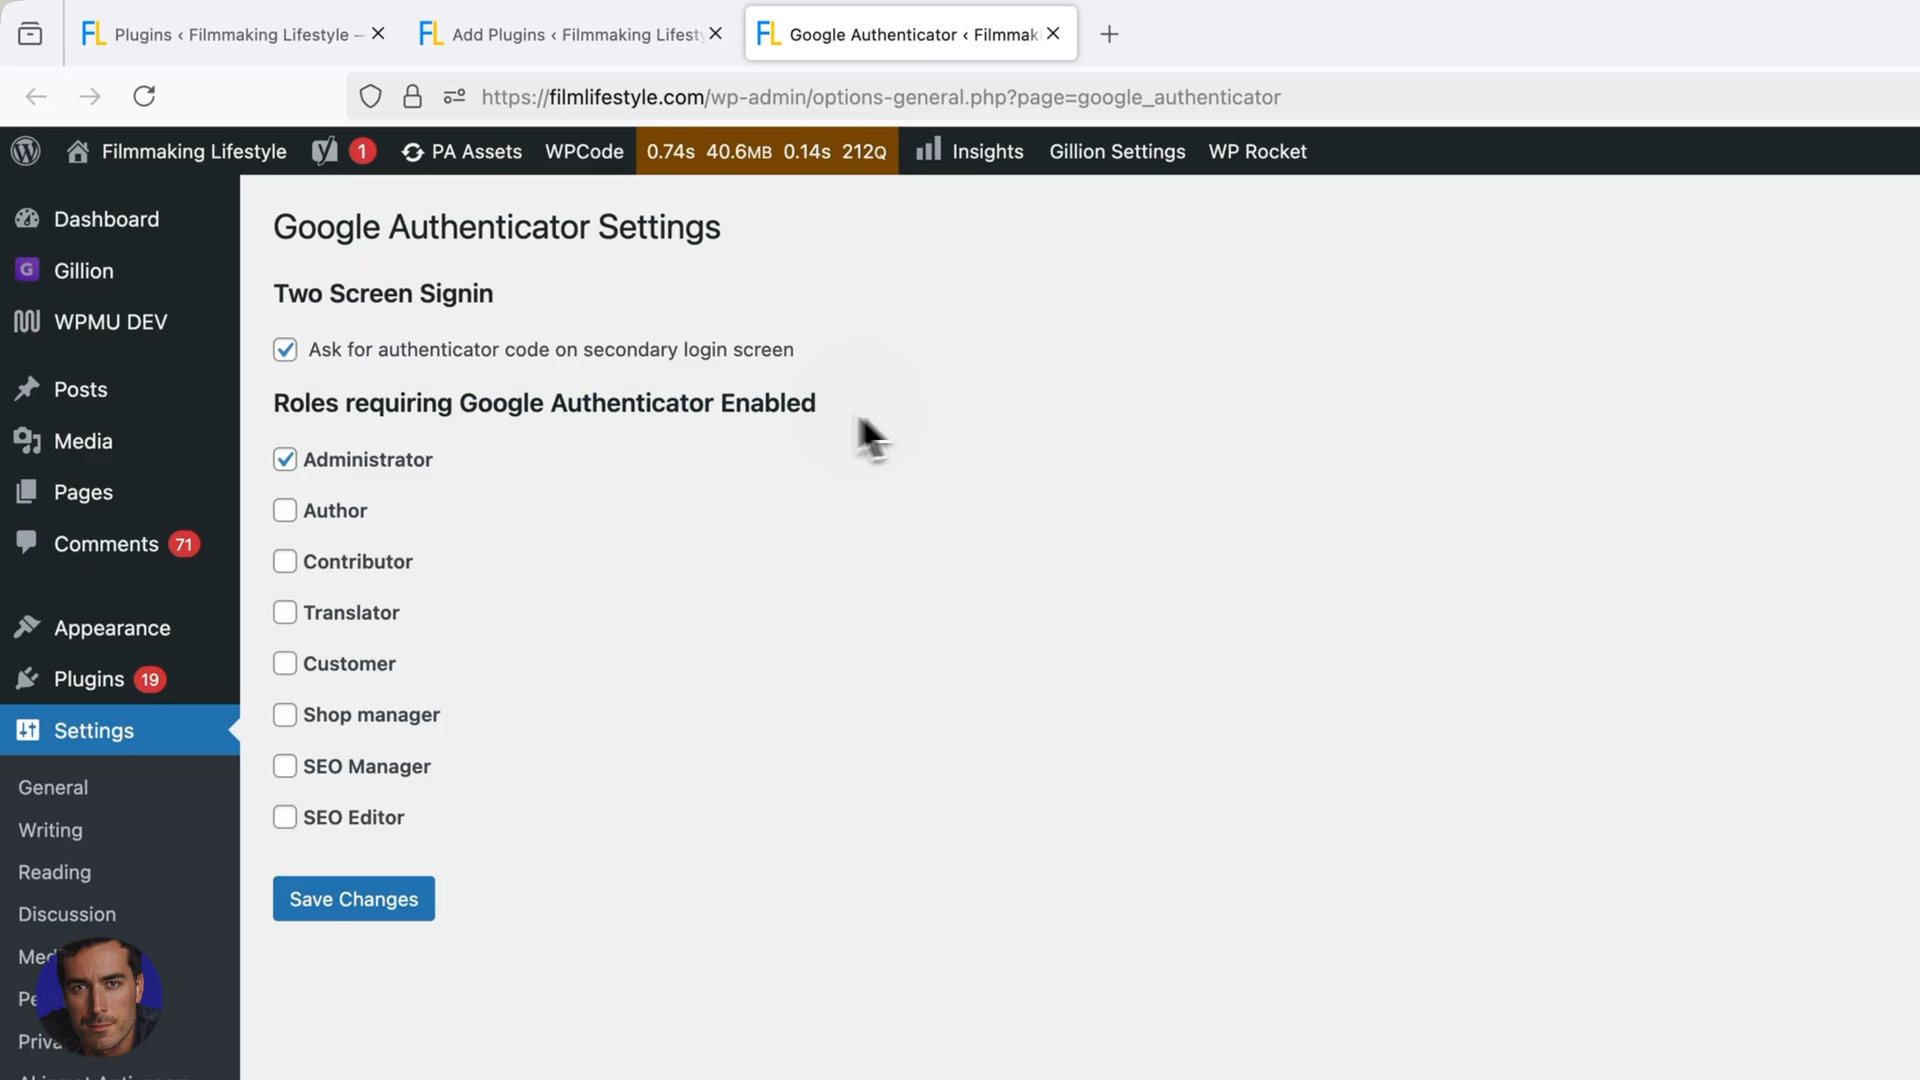 FL Plugins ‹ Filmmaking Lifestyle –
FL Add Plugins ‹ Filmmaking Lifest
FL Google Authenticator ‹ Filmmak
https://filmlifestyle.com/wp-admin/options-general.php?page=google_authenticator
Filmmaking Lifestyle 1 PA Assets WPCode 0.74s 40.6MB 0.14s 212Q Insights Gillion Settings WP Rocket
Dashboard
G Gillion
WPMU DEV
Posts
Media
Pages
Comments 71
Appearance
Plugins 19
Settings
General
Writing
Reading
Discussion
Med
Pe
Priva
Google Authenticator Settings
Two Screen Signin
Ask for authenticator code on secondary login screen
Roles requiring Google Authenticator Enabled
Administrator
Author
Contributor
Translator
Customer
Shop manager
SEO Manager
SEO Editor
Save Changes